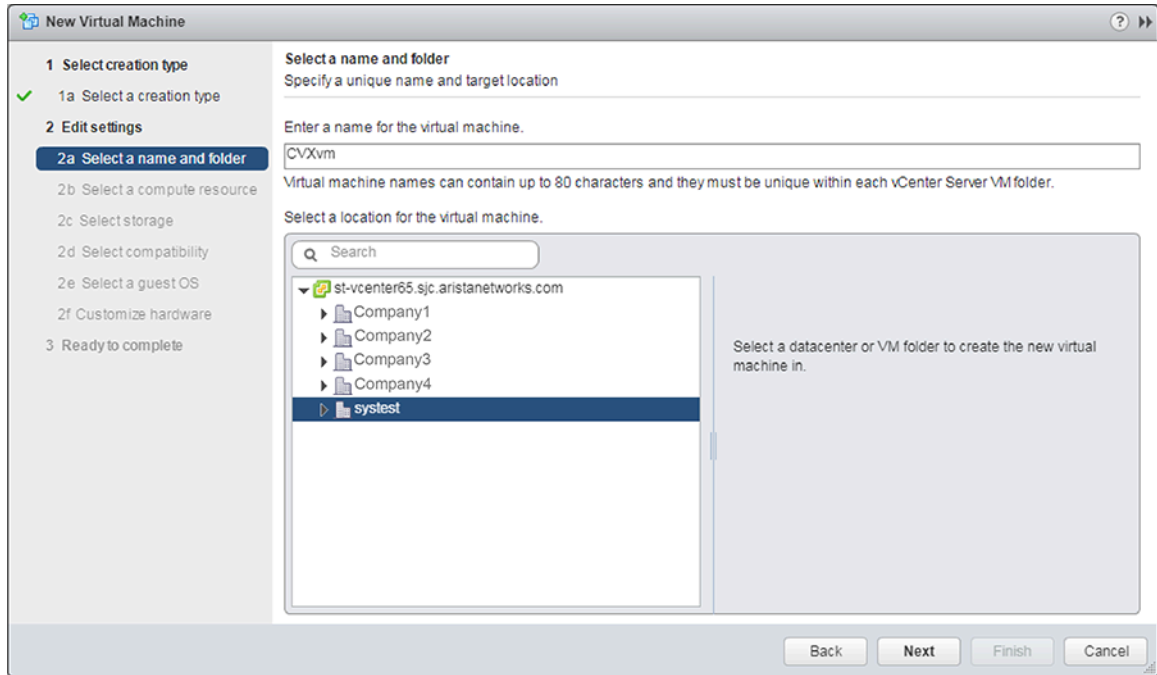 New Virtual Machine
?
1 Select creation type
1a Select a creation type
2 Edit settings
2a Select a name and folder
2b Select a compute resource
2c Select storage
2d Select compatibility
2e Select a guest OS
2f Customize hardware
3 Ready to complete
Select a name and folder
Specify a unique name and target location
Enter a name for the virtual machine.
CVXvm
Virtual machine names can contain up to 80 characters and they must be unique within each vCenter Server VM folder.
Select a location for the virtual machine.
Search
st-vcenter65.sjc.aristanetworks.com
Company1
Company2
Company3
Company4
systest
Select a datacenter or VM folder to create the new virtual
machine in.
Back Next Finish Cancel